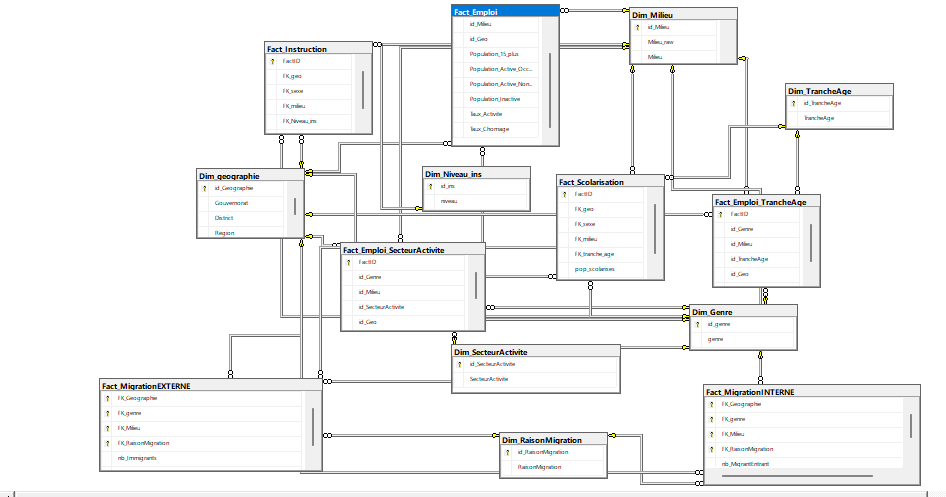 Fact_Emploi
id_Milieu
id_Geo
Population_15_plus
Population_Active_Occ...
Population_Active_Non...
Population_Inactive
Taux_Activite
Taux_Chomage
Dim_Milieu
id_Milieu
Milieu_raw
Milieu
Fact_Instruction
FactID
FK_geo
FK_sexe
FK_milieu
FK_Niveau_ins
Dim_TrancheAge
id_TrancheAge
TrancheAge
Dim_geographie
id_Geographie
Gouvernorat
District
Region
Dim_Niveau_ins
id_ins
niveau
Fact_Scolarisation
FactID
FK_geo
FK_sexe
FK_milieu
FK_tranche_age
pop_scolarises
Fact_Emploi_TrancheAge
FactID
id_Genre
id_Milieu
id_TrancheAge
id_Geo
Fact_Emploi_SecteurActivite
FactID
id_Genre
id_Milieu
id_SecteurActivite
id_Geo
Dim_Genre
id_genre
genre
Dim_SecteurActivite
id_SecteurActivite
SecteurActivite
Fact_MigrationEXTERNE
FK_Geographie
FK_genre
FK_Milieu
FK_RaisonMigration
nb_Immigrants
Fact_MigrationINTERNE
FK_Geographie
FK_genre
FK_Milieu
FK_RaisonMigration
nb_MigrantEntrant
Dim_RaisonMigration
id_RaisonMigration
RaisonMigration